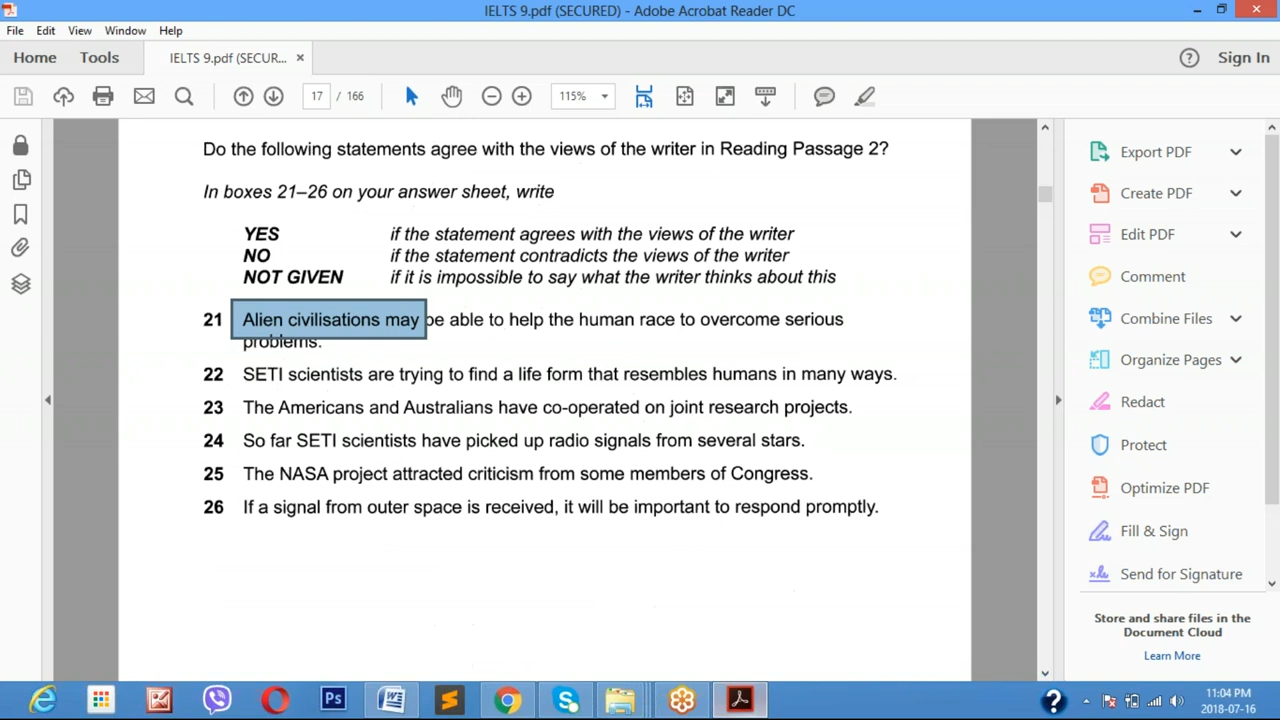 IELTS 9.pdf (SECURED) - Adobe Acrobat Reader DC
File Edit View Window Help
Home Tools IELTS 9.pdf (SECUR... × Sign In
17 / 166 115%
Do the following statements agree with the views of the writer in Reading Passage 2?
In boxes 21–26 on your answer sheet, write
YES if the statement agrees with the views of the writer
NO if the statement contradicts the views of the writer
NOT GIVEN if it is impossible to say what the writer thinks about this
21 Alien civilisations may be able to help the human race to overcome serious
problems.
22 SETI scientists are trying to find a life form that resembles humans in many ways.
23 The Americans and Australians have co-operated on joint research projects.
24 So far SETI scientists have picked up radio signals from several stars.
25 The NASA project attracted criticism from some members of Congress.
26 If a signal from outer space is received, it will be important to respond promptly.
Export PDF
Create PDF
Edit PDF
Comment
Combine Files
Organize Pages
Redact
Protect
Optimize PDF
Fill & Sign
Send for Signature
Store and share files in the
Document Cloud
Learn More
Ps
11:04 PM
2018-07-16